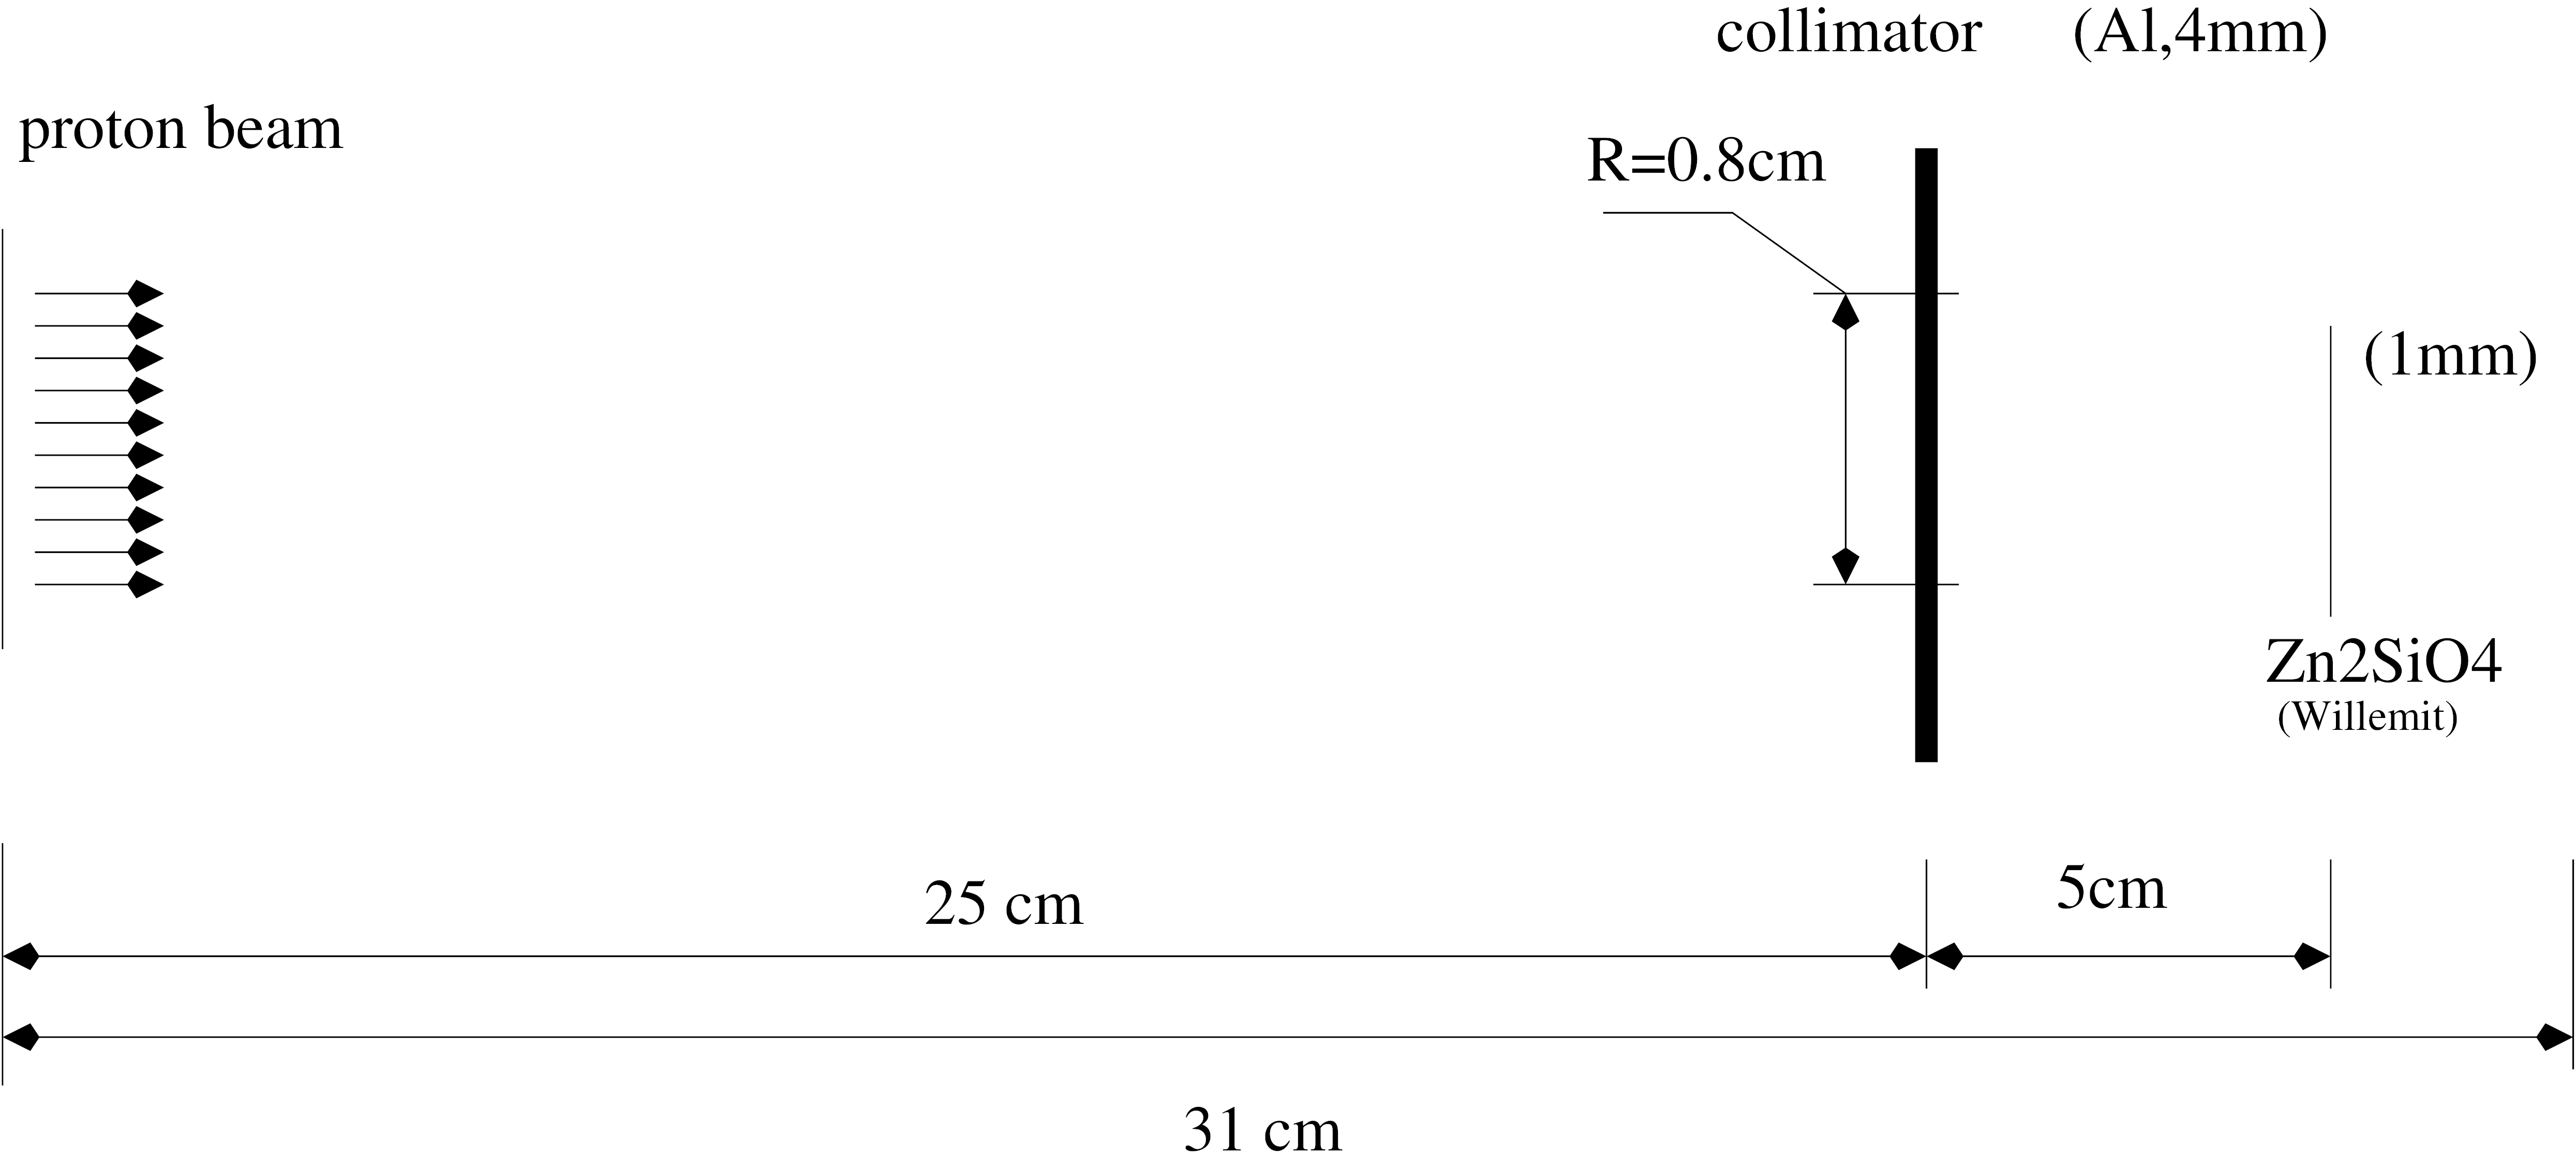 collimator (Al,4mm)
proton beam
R=0.8cm
(1mm)
Zn2SiO4
(Willemit)
25 cm
5cm
31 cm